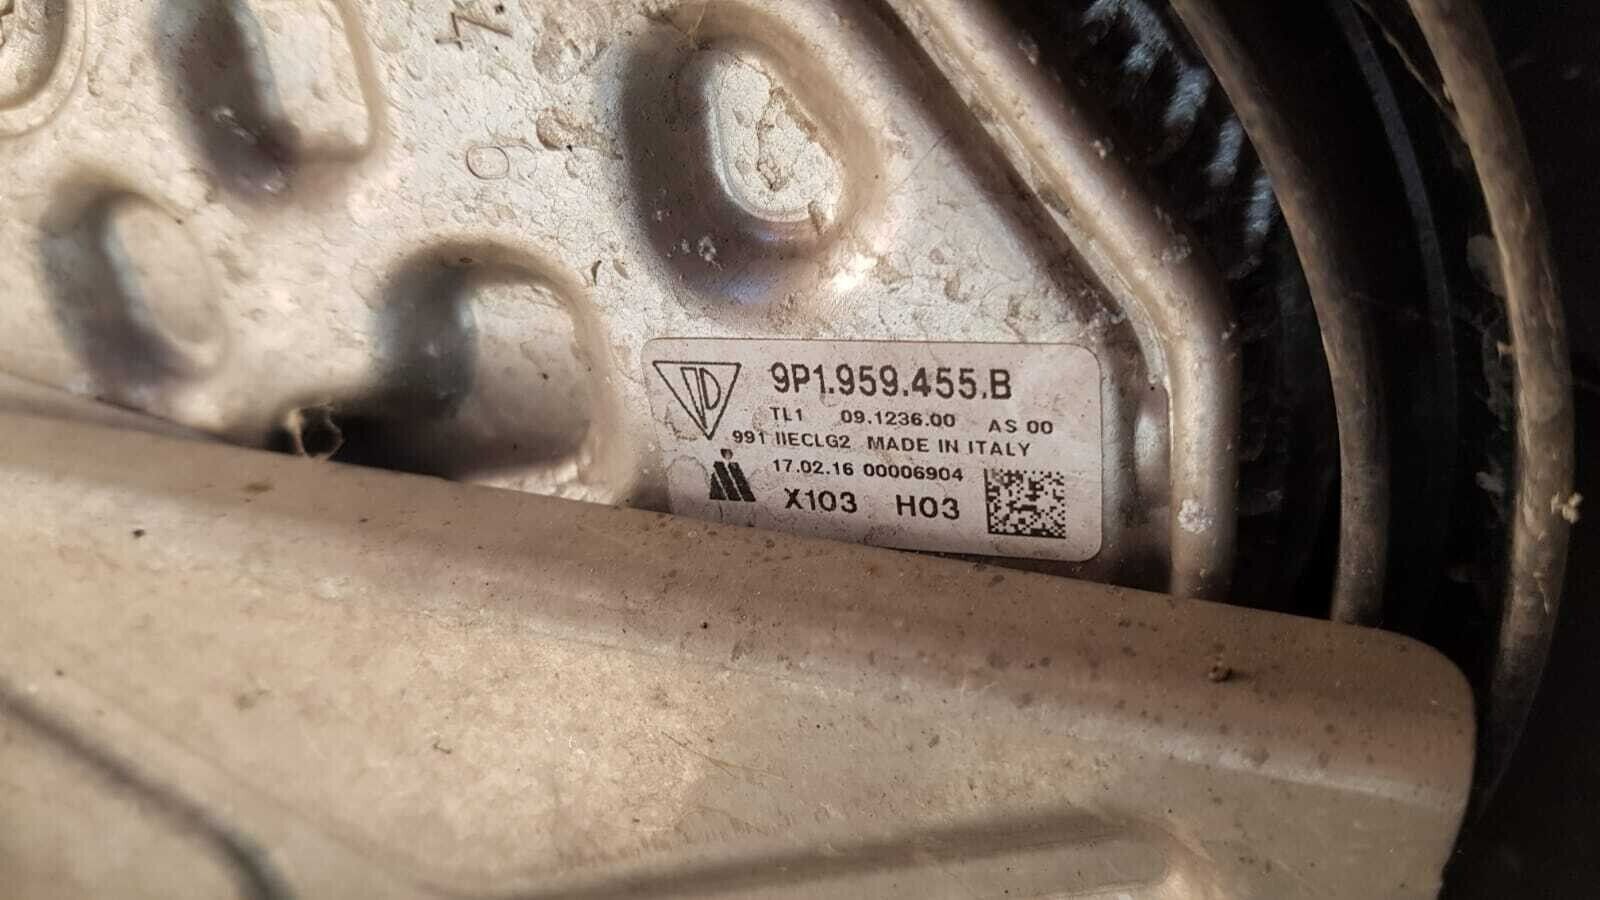 9P1.959.455.B
TL1 09.1236.00 AS 00
991 IIECLG2 MADE IN ITALY
17.02.16 00006904
X103 H03